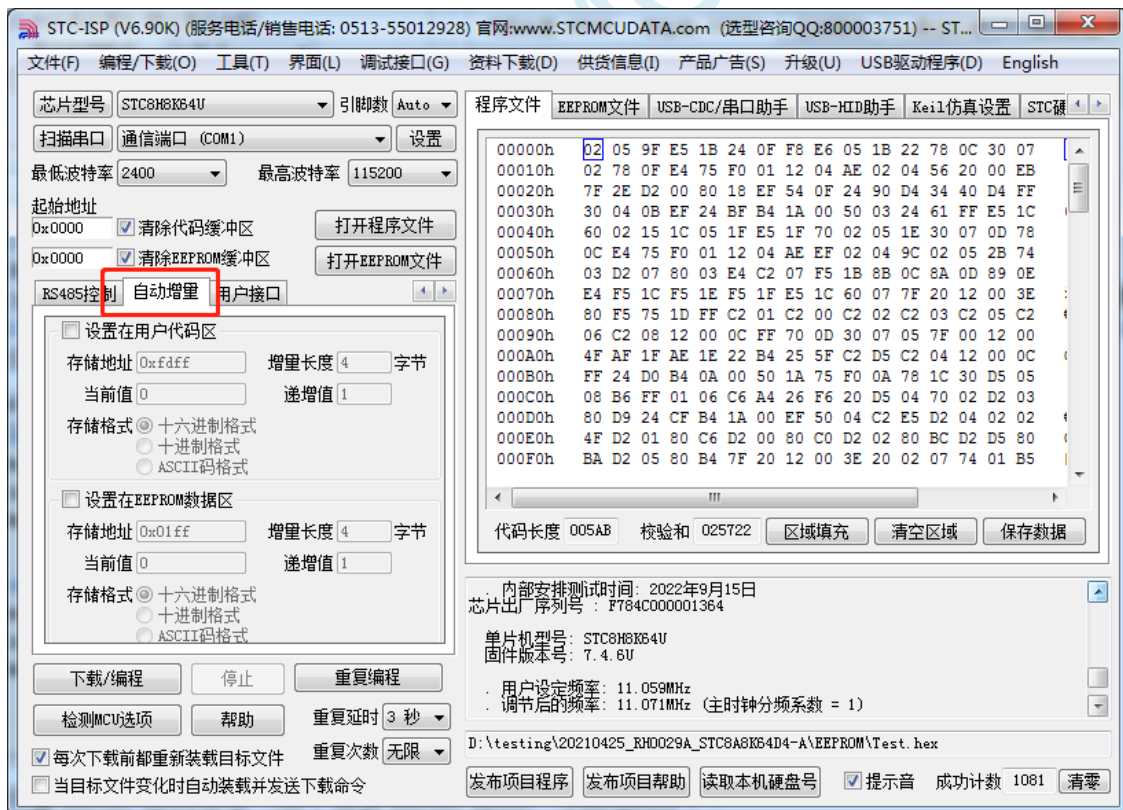 STC-ISP (V6.90K) (服务电话/销售电话: 0513-55012928) 官网:www.STCMCUDATA.com (选型咨询QQ:800003751) -- ST...
文件(F) 编程/下载(O) 工具(T) 界面(L) 调试接口(G) 资料下载(D) 供货信息(I) 产品广告(S) 升级(U) USB驱动程序(D) English
芯片型号 STC8H8K64U 引脚数 Auto
扫描串口 通信端口 (COM1) 设置
最低波特率 2400 最高波特率 115200
起始地址
0x0000 清除代码缓冲区 打开程序文件
0x0000 清除EEPROM缓冲区 打开EEPROM文件
RS485控制 自动增量 用户接口
设置在用户代码区
存储地址 0xfdff 增量长度 4 字节
当前值 0 递增值 1
存储格式 十六进制格式
十进制格式
ASCII码格式
设置在EEPROM数据区
存储地址 0x01ff 增量长度 4 字节
当前值 0 递增值 1
存储格式 十六进制格式
十进制格式
ASCII码格式
下载/编程 停止 重复编程
检测MCU选项 帮助 重复延时 3 秒
每次下载前都重新装载目标文件 重复次数 无限
当目标文件变化时自动装载并发送下载命令
程序文件 EEPROM文件 USB-CDC/串口助手 USB-HID助手 Keil仿真设置 STC
00000h 02 05 9F E5 1B 24 0F F8 E6 05 1B 22 78 0C 30 07
00010h 02 78 0F E4 75 F0 01 12 04 AE 02 04 56 20 00 EB
00020h 7F 2E D2 00 80 18 EF 54 0F 24 90 D4 34 40 D4 FF
00030h 30 04 0B EF 24 BF B4 1A 00 50 03 24 61 FF E5 1C
00040h 60 02 15 1C 05 1F E5 1F 70 02 05 1E 30 07 0D 78
00050h 0C E4 75 F0 01 12 04 AE EF 02 04 9C 02 05 2B 74
00060h 03 D2 07 80 03 E4 C2 07 F5 1B 8B 0C 8A 0D 89 0E
00070h E4 F5 1C F5 1E F5 1F E5 1C 60 07 7F 20 12 00 3E
00080h 80 F5 75 1D FF C2 01 C2 00 C2 02 C2 03 C2 05 C2
00090h 06 C2 08 12 00 0C FF 70 0D 30 07 05 7F 00 12 00
000A0h 4F AF 1F AE 1E 22 B4 25 5F C2 D5 C2 04 12 00 0C
000B0h FF 24 D0 B4 0A 00 50 1A 75 F0 0A 78 1C 30 D5 05
000C0h 08 B6 FF 01 06 C6 A4 26 F6 20 D5 04 70 02 D2 03
000D0h 80 D9 24 CF B4 1A 00 EF 50 04 C2 E5 D2 04 02 02
000E0h 4F D2 01 80 C6 D2 00 80 C0 D2 02 80 BC D2 D5 80
000F0h BA D2 05 80 B4 7F 20 12 00 3E 20 02 07 74 01 B5
代码长度 005AB 校验和 025722 区域填充 清空区域 保存数据
. 内部安排测试时间: 2022年9月15日
芯片出厂序列号 : F784C000001364
单片机型号: STC8H8K64U
固件版本号: 7.4.6U
. 用户设定频率: 11.059MHz
. 调节后的频率: 11.071MHz (主时钟分频系数 = 1)
D:\testing\20210425_RH0029A_STC8A8K64D4-A\EEPROM\Test.hex
发布项目程序 发布项目帮助 读取本机硬盘号 提示音 成功计数 1081 清零